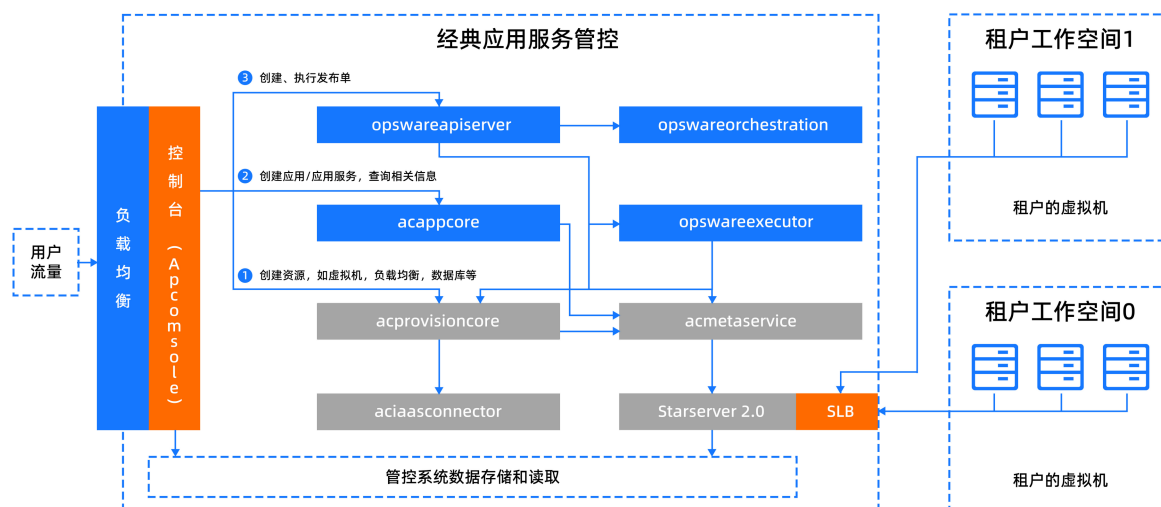 经典应用服务管控
租户工作空间1
3 创建、执行发布单
opswareapiserver
opswareorchestration
控制台（Apcomsole）
负载均衡
2 创建应用/应用服务，查询相关信息
租户的虚拟机
acappcore
opswareexecutor
用户
流量
1 创建资源，如虚拟机，负载均衡，数据库等
acprovisioncore
acmetaservice
租户工作空间0
aciaasconnector
Starserver 2.0
SLB
管控系统数据存储和读取
租户的虚拟机